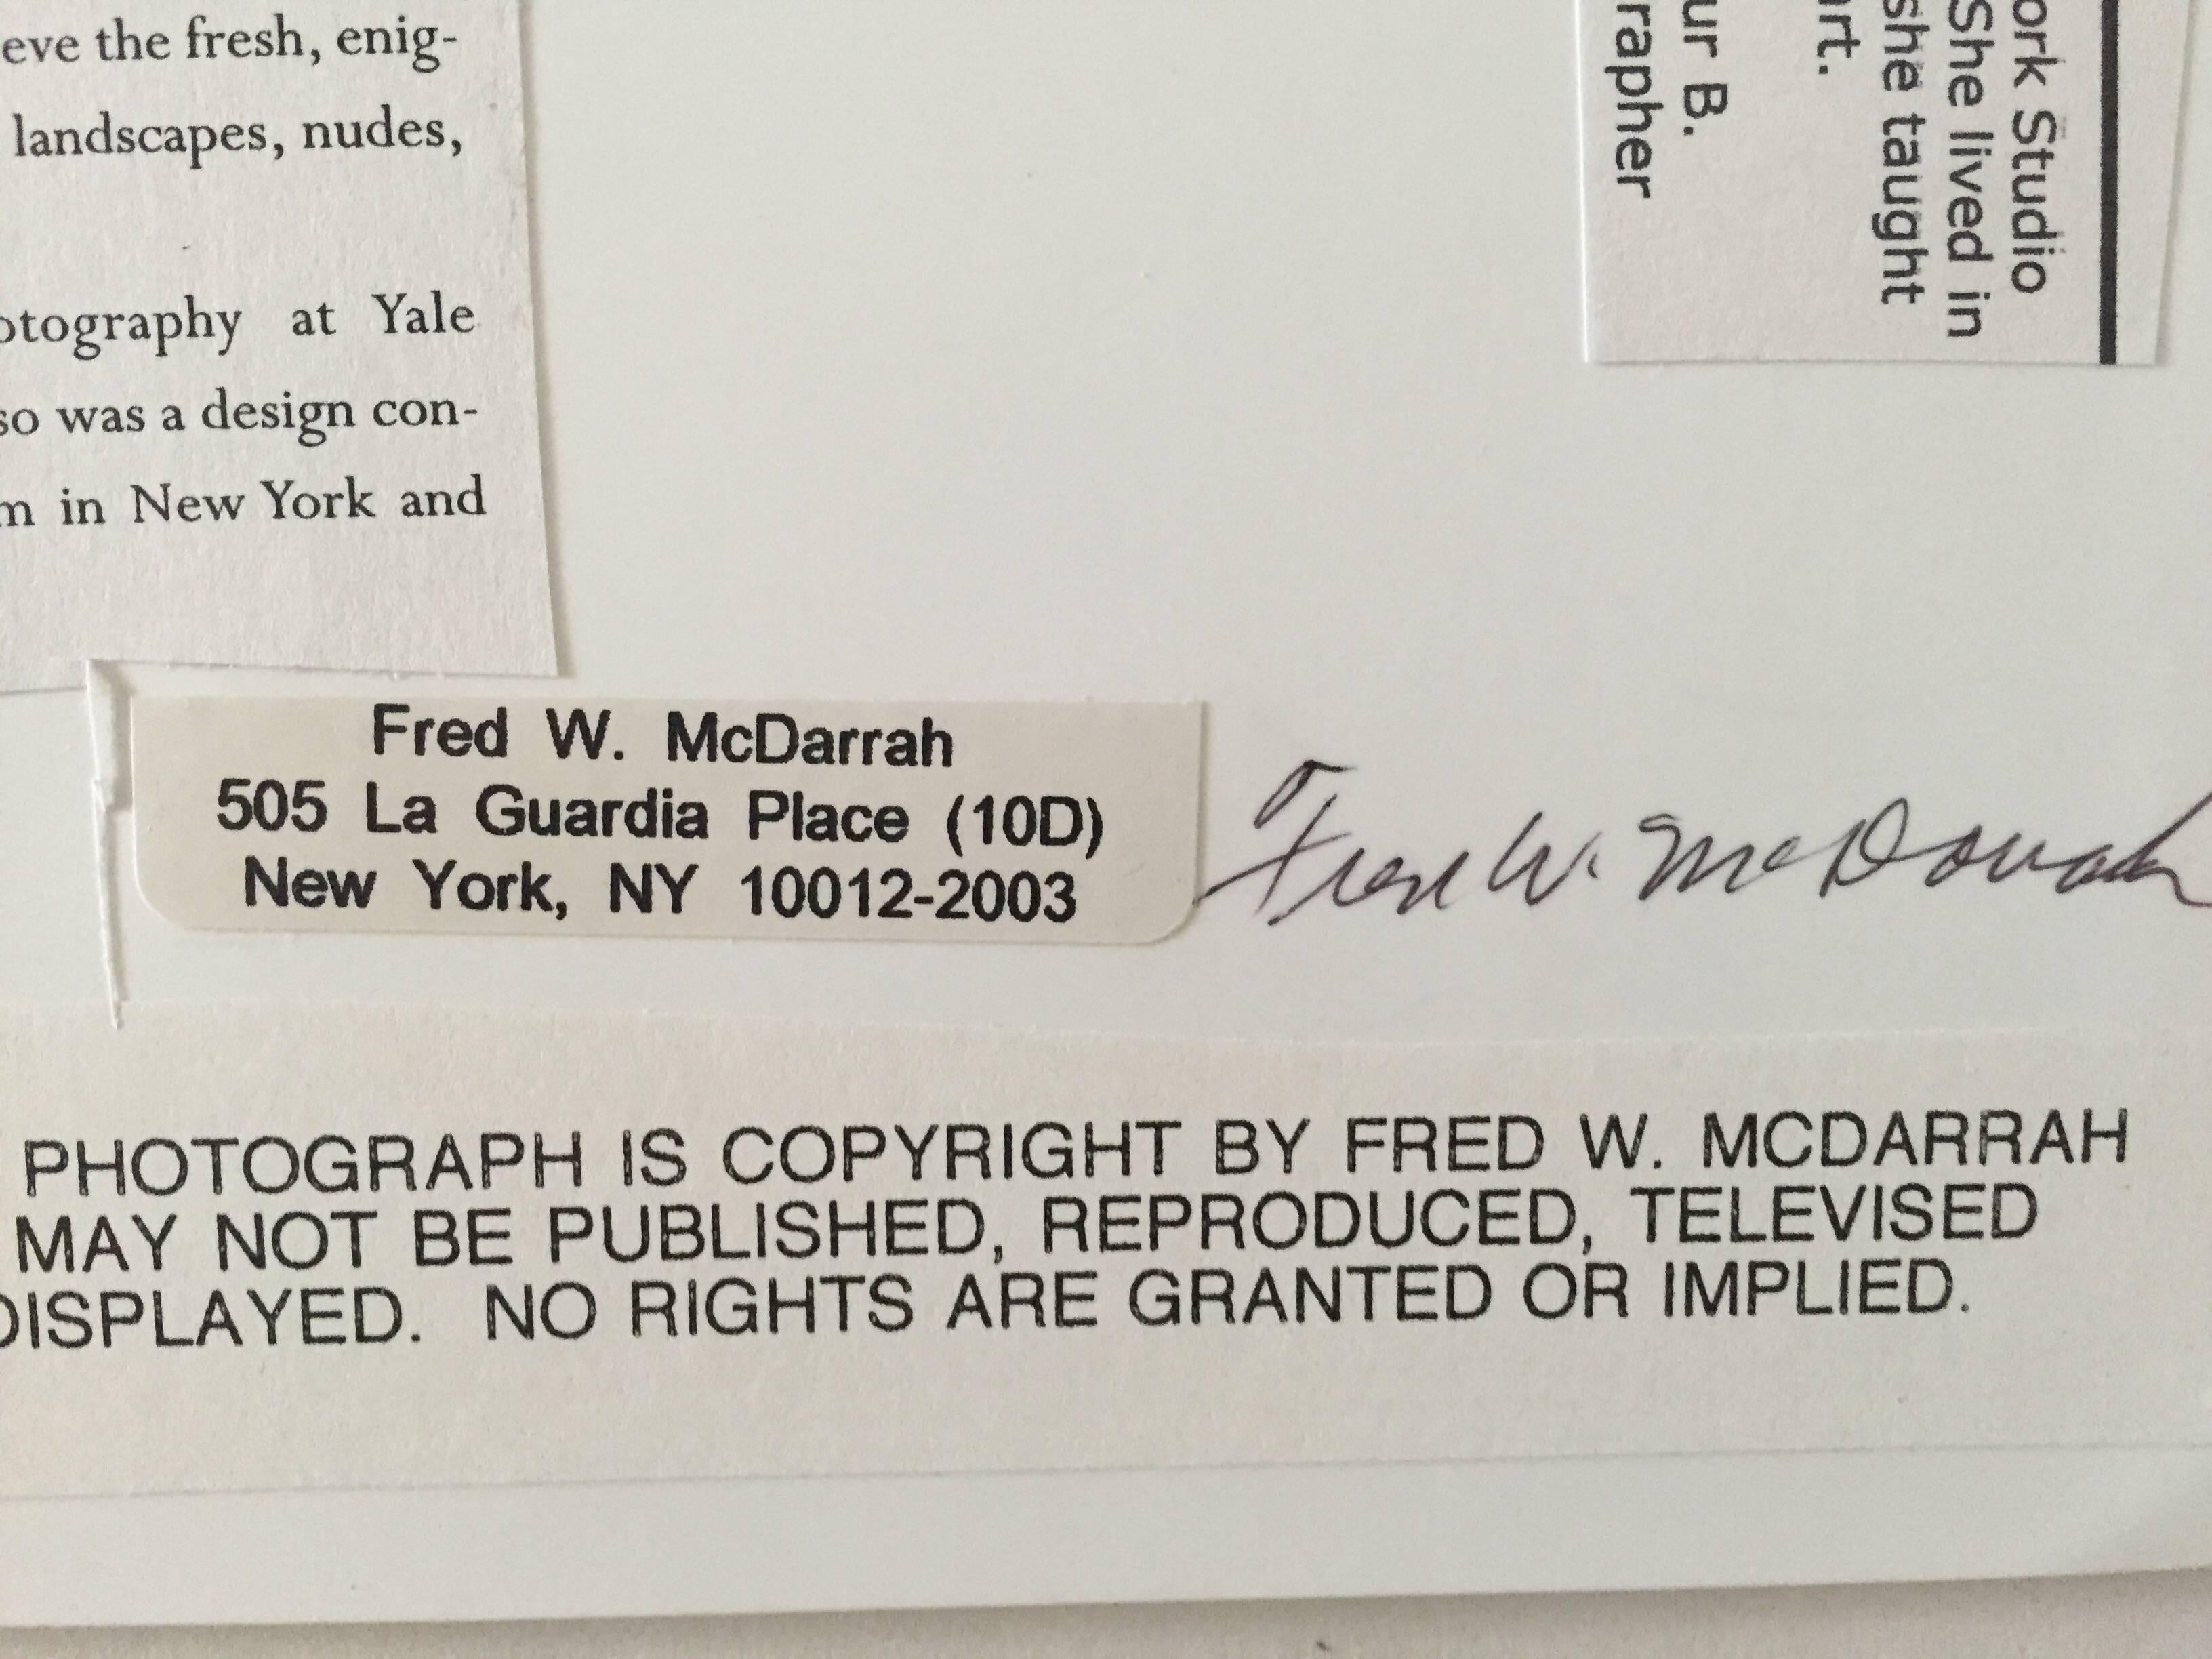 eve the fresh, enig-
landscapes, nudes,
otography at Yale
so was a design con-
m in New York and
ork Studio
She lived in
she taught
rt.
ur B.
rapher
Fred W. McDarrah
505 La Guardia Place (10D)
New York, NY 10012-2003
Fred W. McDarrah
PHOTOGRAPH IS COPYRIGHT BY FRED W. MCDARRAH
MAY NOT BE PUBLISHED, REPRODUCED, TELEVISED
DISPLAYED. NO RIGHTS ARE GRANTED OR IMPLIED.